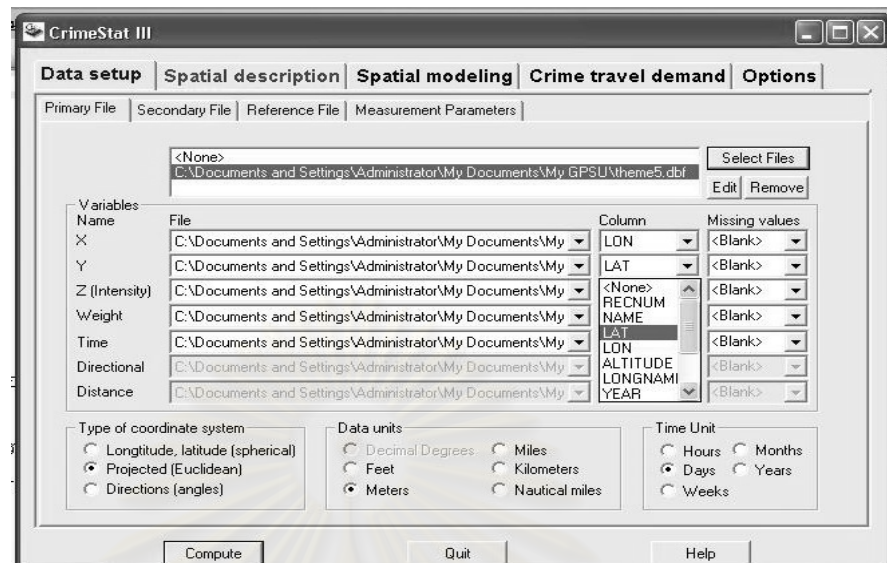 CrimeStat III
Data setup Spatial description Spatial modeling Crime travel demand Options
Primary File Secondary File Reference File Measurement Parameters
<None>
C:\Documents and Settings\Administrator\My Documents\My GPSU\theme5.dbf
Select Files
Edit Remove
Variables
Name File Column Missing values
X C:\Documents and Settings\Administrator\My Documents\My LON <Blank>
Y C:\Documents and Settings\Administrator\My Documents\My LAT <Blank>
Z (Intensity) C:\Documents and Settings\Administrator\My Documents\My <Blank>
Weight C:\Documents and Settings\Administrator\My Documents\My <Blank>
Time C:\Documents and Settings\Administrator\My Documents\My <Blank>
Directional C:\Documents and Settings\Administrator\My Documents\My <Blank>
Distance C:\Documents and Settings\Administrator\My Documents\My <Blank>
<None>
RECNUM
NAME
LAT
LON
ALTITUDE
LONGNAMI
YEAR
Type of coordinate system
Longtitude, latitude (spherical)
Projected (Euclidean)
Directions (angles)
Data units
Decimal Degrees Miles
Feet Kilometers
Meters Nautical miles
Time Unit
Hours Months
Days Years
Weeks
Compute Quit Help